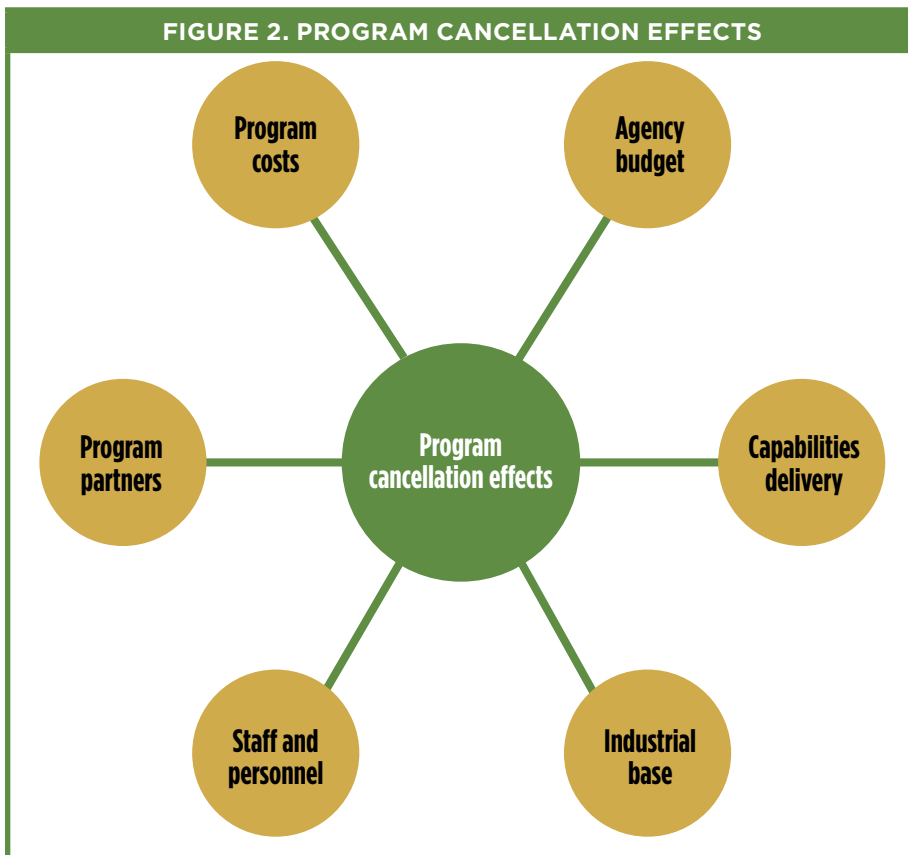 FIGURE 2. PROGRAM CANCELLATION EFFECTS
Program
costs
Agency
budget
Program
partners
Program
cancellation effects
Capabilities
delivery
Staff and
personnel
Industrial
base